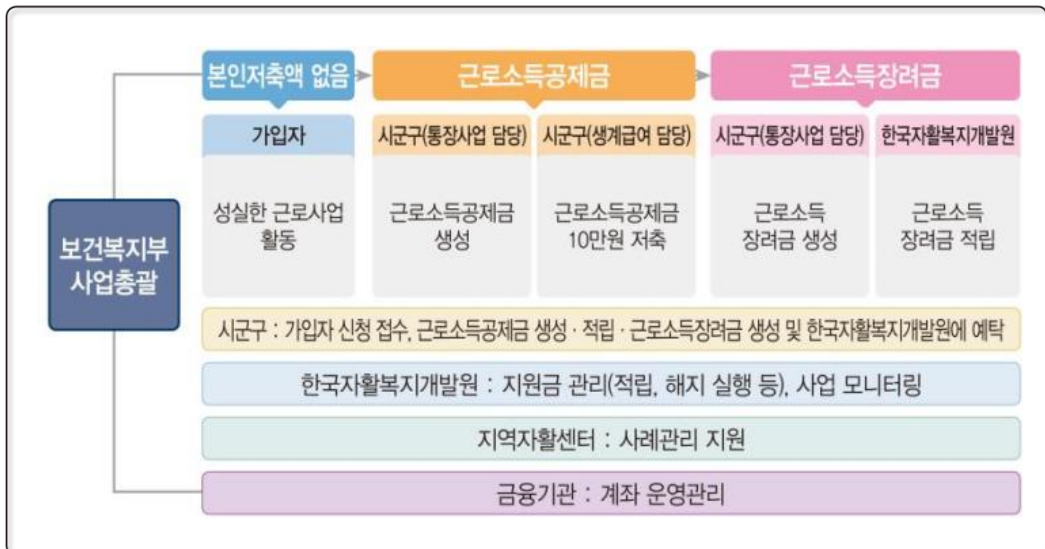 본인저축액 없음
근로소득공제금
근로소득장려금
가입자
시군구(통장사업 담당)
시군구(생계급여 담당)
시군구(통장사업 담당)
한국자활복지개발원
성실한 근로사업
활동
근로소득공제금
생성
근로소득공제금
10만원 저축
근로소득
장려금 생성
근로소득
장려금 적립
보건복지부
사업총괄
시군구 : 가입자 신청 접수, 근로소득공제금 생성 · 적립 · 근로소득장려금 생성 및 한국자활복지개발원에 예탁
한국자활복지개발원 : 지원금 관리(적립, 해지 실행 등), 사업 모니터링
지역자활센터 : 사례관리 지원
금융기관 : 계좌 운영관리